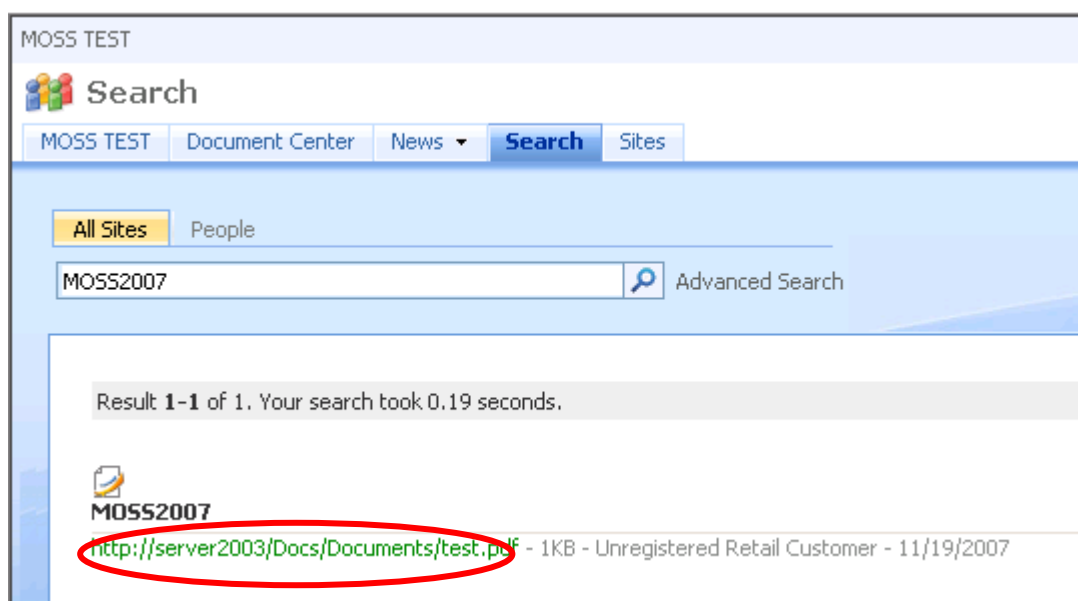 MOSS TEST
Search
MOSS TEST Document Center News Search Sites
All Sites People
MOSS2007 Advanced Search
Result 1-1 of 1. Your search took 0.19 seconds.
MOSS2007
http://server2003/Docs/Documents/test.pdf - 1KB - Unregistered Retail Customer - 11/19/2007